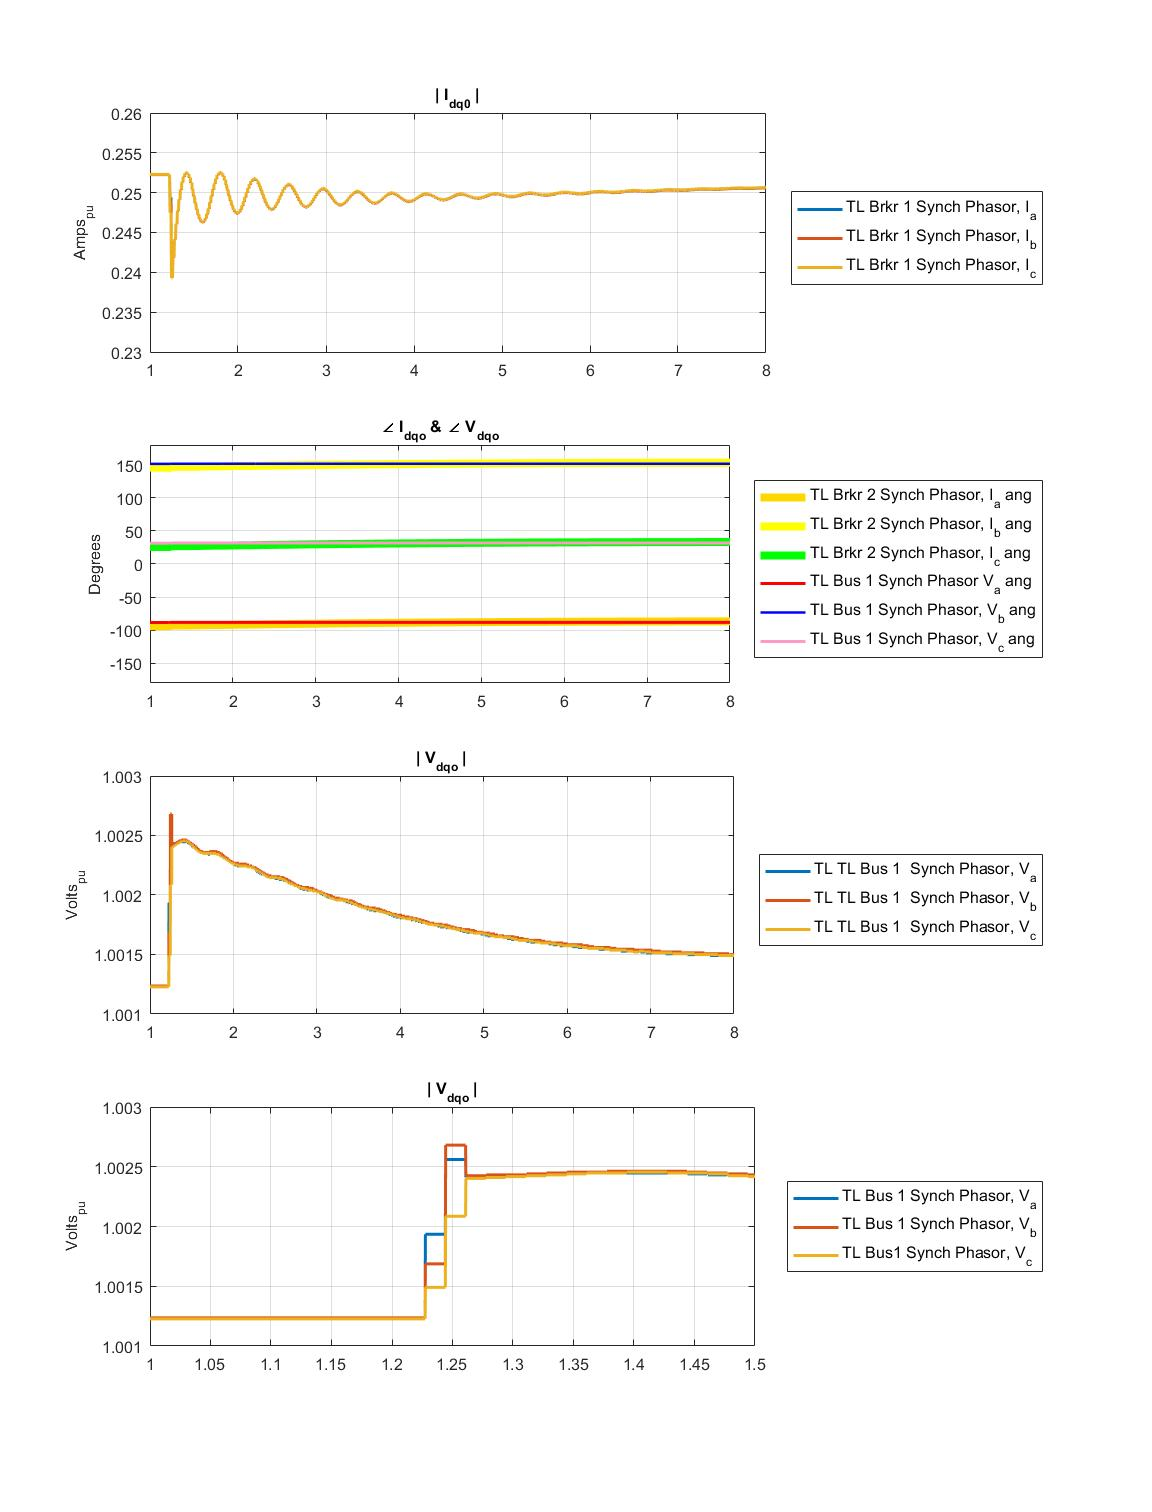 | I_dq0 |
0.26
0.255
0.25
0.245
0.24
0.235
0.23
Amps_pu
1 2 3 4 5 6 7 8
TL Brkr 1 Synch Phasor, I_a
TL Brkr 1 Synch Phasor, I_b
TL Brkr 1 Synch Phasor, I_c
∠ I_dqo & ∠ V_dqo
150
100
50
0
-50
-100
-150
Degrees
1 2 3 4 5 6 7 8
TL Brkr 2 Synch Phasor, I_a ang
TL Brkr 2 Synch Phasor, I_b ang
TL Brkr 2 Synch Phasor, I_c ang
TL Bus 1 Synch Phasor V_a ang
TL Bus 1 Synch Phasor, V_b ang
TL Bus 1 Synch Phasor, V_c ang
| V_dqo |
1.003
1.0025
1.002
1.0015
1.001
Volts_pu
1 2 3 4 5 6 7 8
TL TL Bus 1  Synch Phasor, V_a
TL TL Bus 1  Synch Phasor, V_b
TL TL Bus 1  Synch Phasor, V_c
| V_dqo |
1.003
1.0025
1.002
1.0015
1.001
Volts_pu
1 1.05 1.1 1.15 1.2 1.25 1.3 1.35 1.4 1.45 1.5
TL Bus 1 Synch Phasor, V_a
TL Bus 1 Synch Phasor, V_b
TL Bus1 Synch Phasor, V_c